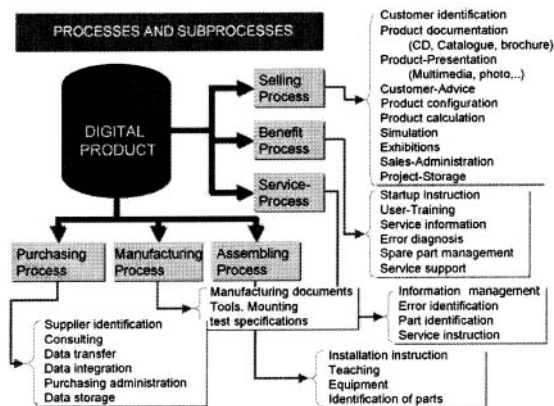 PROCESSES AND SUBPROCESSES
DIGITAL
PRODUCT
Selling
Process
Benefit
Process
Service-
Process
Purchasing
Process
Manufacturing
Process
Assembling
Process
Customer identification
Product documentation
(CD, Catalogue, brochure)
Product-Presentation
(Multimedia, photo,..)
Customer-Advice
Product configuration
Product calculation
Simulation
Exhibitions
Sales-Administration
Project-Storage
Startup Instruction
User-Training
Service information
Error diagnosis
Spare part management
Service support
Manufacturing documents
Tools. Mounting
test specifications
Information management
Error identification
Part identification
Service instruction
Supplier identification
Consulting
Data transfer
Data integration
Purchasing administration
Data storage
Installation instruction
Teaching
Equipment
Identification of parts